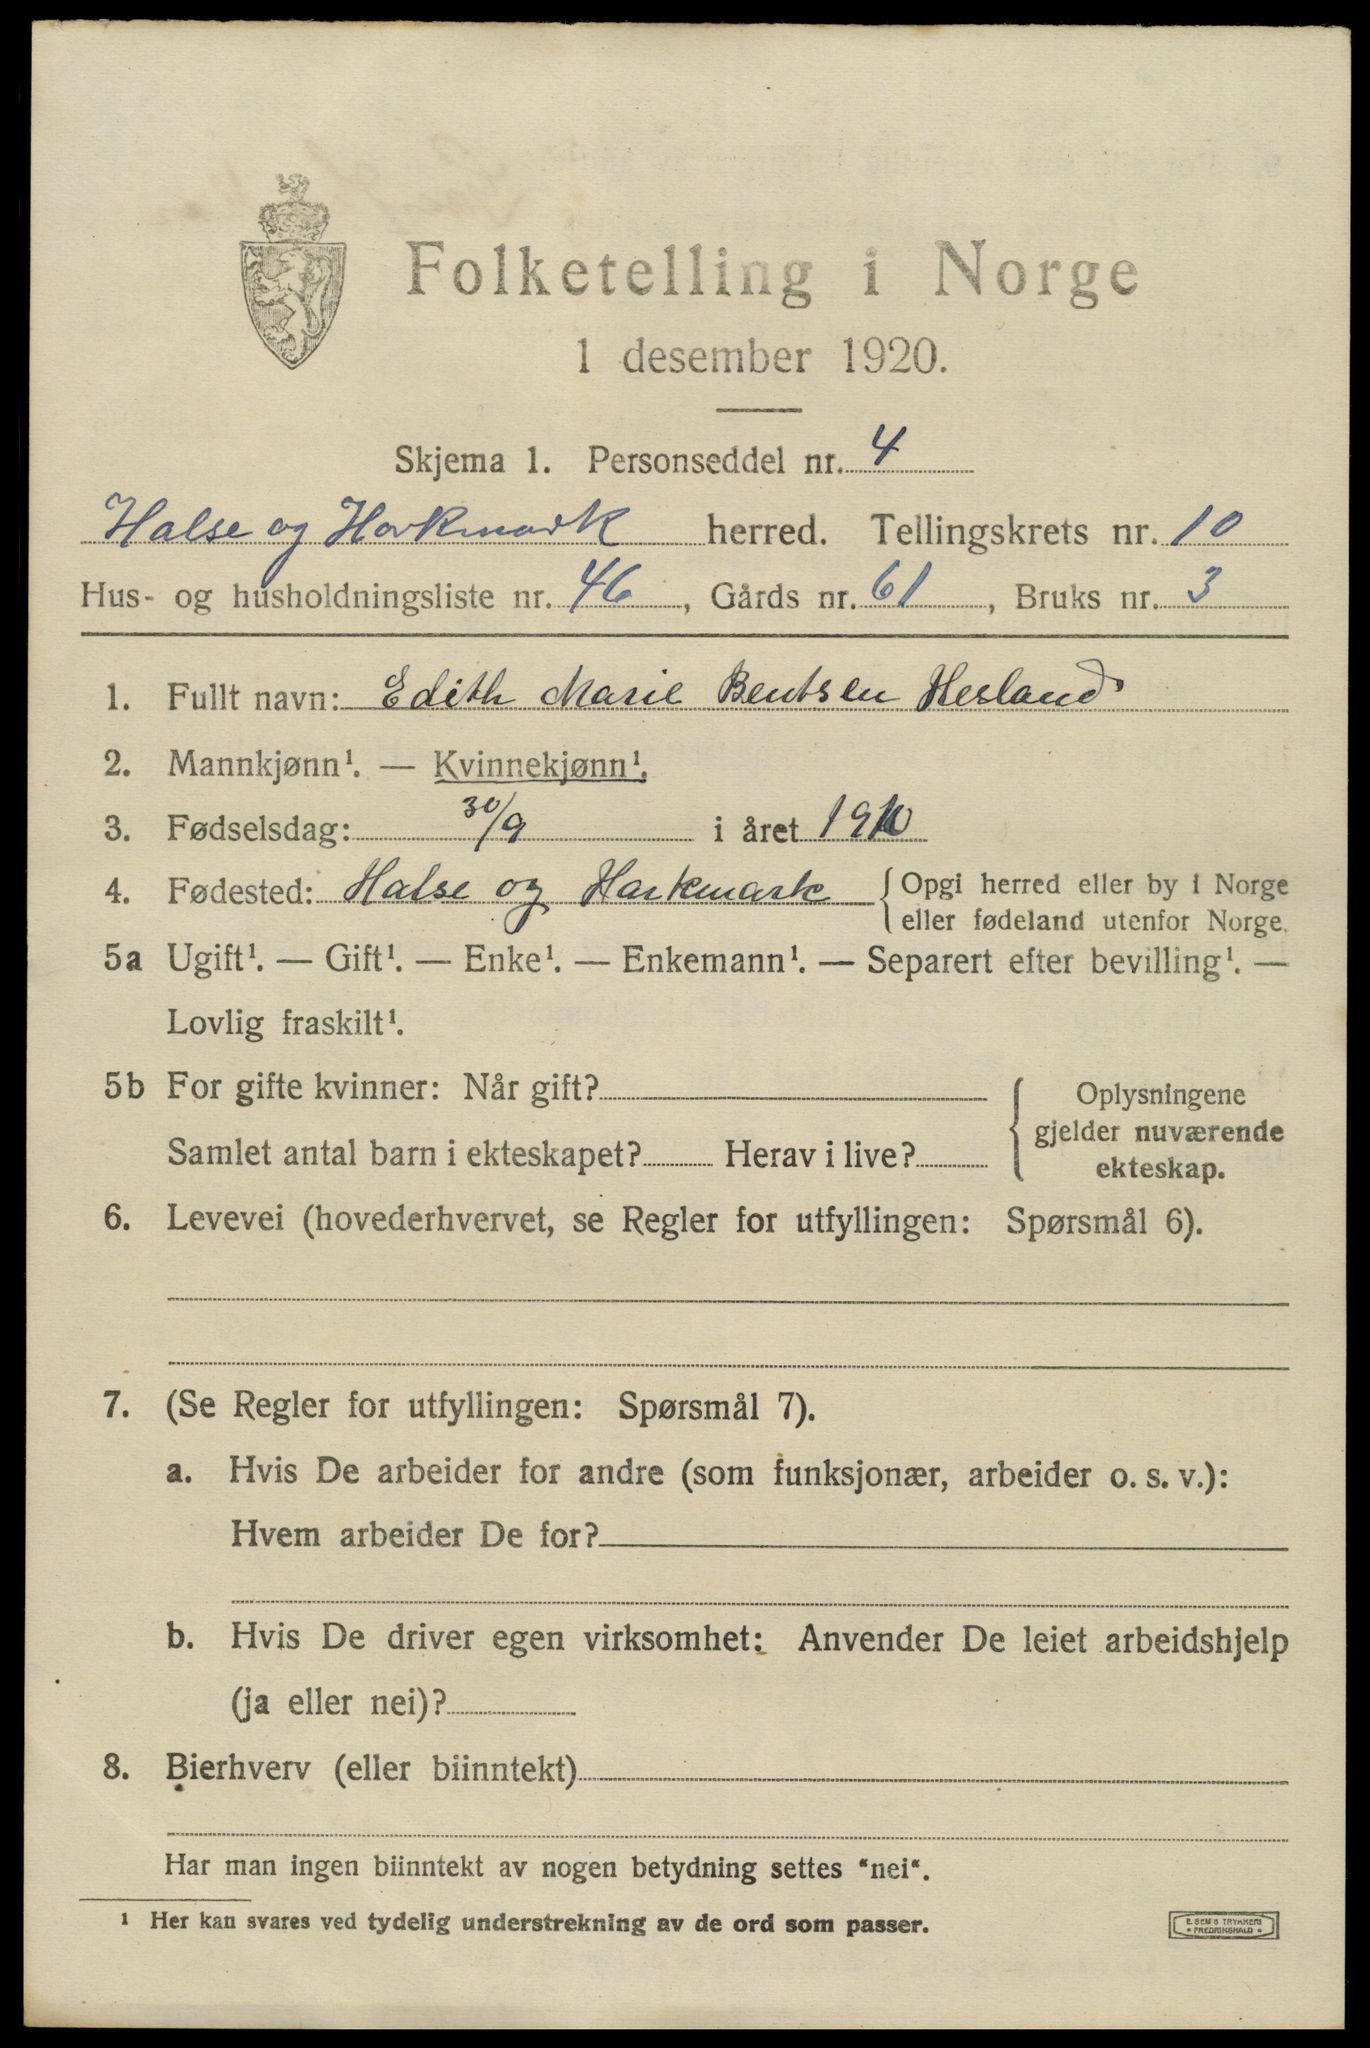 Folketelling i Norge
1 desember 1920.
Skjema 1. Personseddel nr. 4
Halse og Harkmark herred. Tellingskrets nr. 10
Hus- og husholdningsliste nr. 46, Gårds nr. 61, Bruks nr. 3
1. Fullt navn: Edith Marie Bentsen Hesland
2. Mannkjønn¹. — Kvinnekjønn¹.
3. Fødselsdag: 30/9 i året 1910
4. Fødested: Halse og Harkmark { Opgi herred eller by i Norge
eller fødeland utenfor Norge.
5a Ugift¹. — Gift¹. — Enke¹. — Enkemann¹. — Separert efter bevilling¹. —
Lovlig fraskilt¹.
5b For gifte kvinner: Når gift?
Samlet antal barn i ekteskapet? Herav i live?
Oplysningene
gjelder nuværende
ekteskap.
6. Levevei (hovederhvervet, se Regler for utfyllingen: Spørsmål 6).
7. (Se Regler for utfyllingen: Spørsmål 7).
a. Hvis De arbeider for andre (som funksjonær, arbeider o. s. v.):
Hvem arbeider De for?
b. Hvis De driver egen virksomhet: Anvender De leiet arbeidshjelp
(ja eller nei)?
8. Bierhverv (eller biinntekt)
Har man ingen biinntekt av nogen betydning settes "nei".
¹ Her kan svares ved tydelig understrekning av de ord som passer.
E. SEM'S TRYKKERI
FREDRIKSHALD